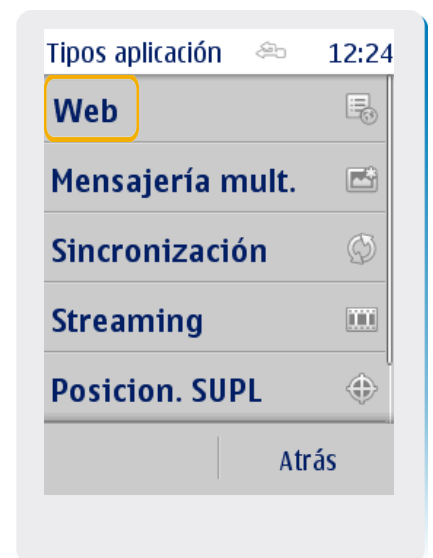 Tipos aplicación 12:24
Web
Mensajería mult.
Sincronización
Streaming
Posicion. SUPL
Atrás